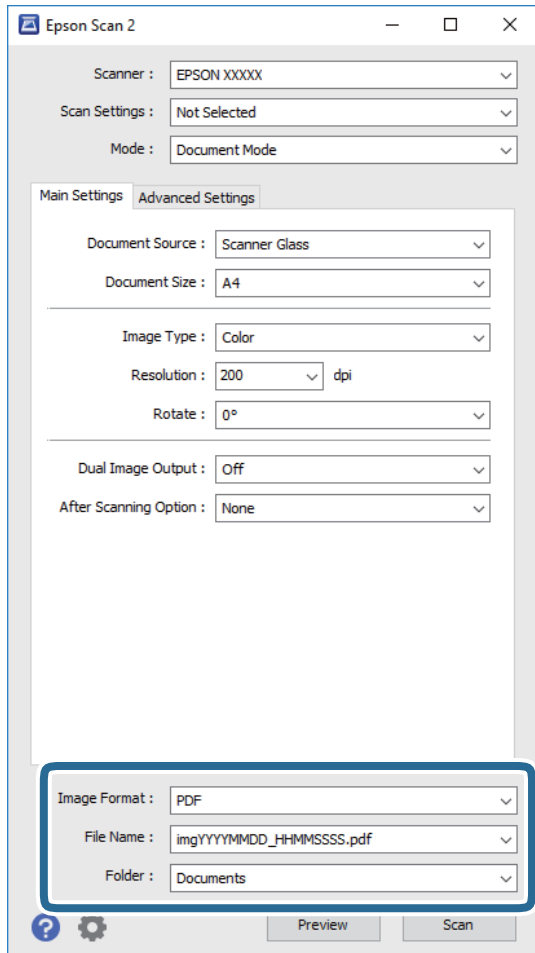 Epson Scan 2
Scanner : EPSON XXXXX
Scan Settings : Not Selected
Mode : Document Mode
Main Settings Advanced Settings
Document Source : Scanner Glass
Document Size : A4
Image Type : Color
Resolution : 200 dpi
Rotate : 0°
Dual Image Output : Off
After Scanning Option : None
Image Format : PDF
File Name : imgYYYYMMDD_HHMMSSSS.pdf
Folder : Documents
? Preview Scan